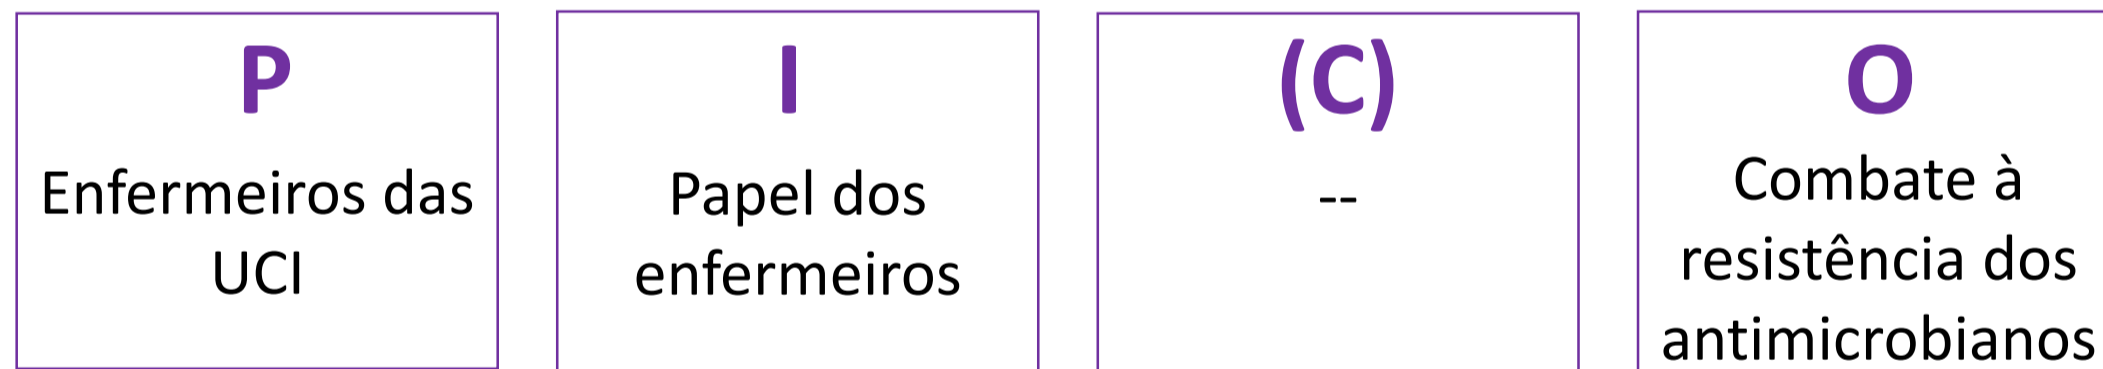 P
Enfermeiros das
UCI
I
Papel dos
enfermeiros
(C)
--
O
Combate à
resistência dos
antimicrobianos